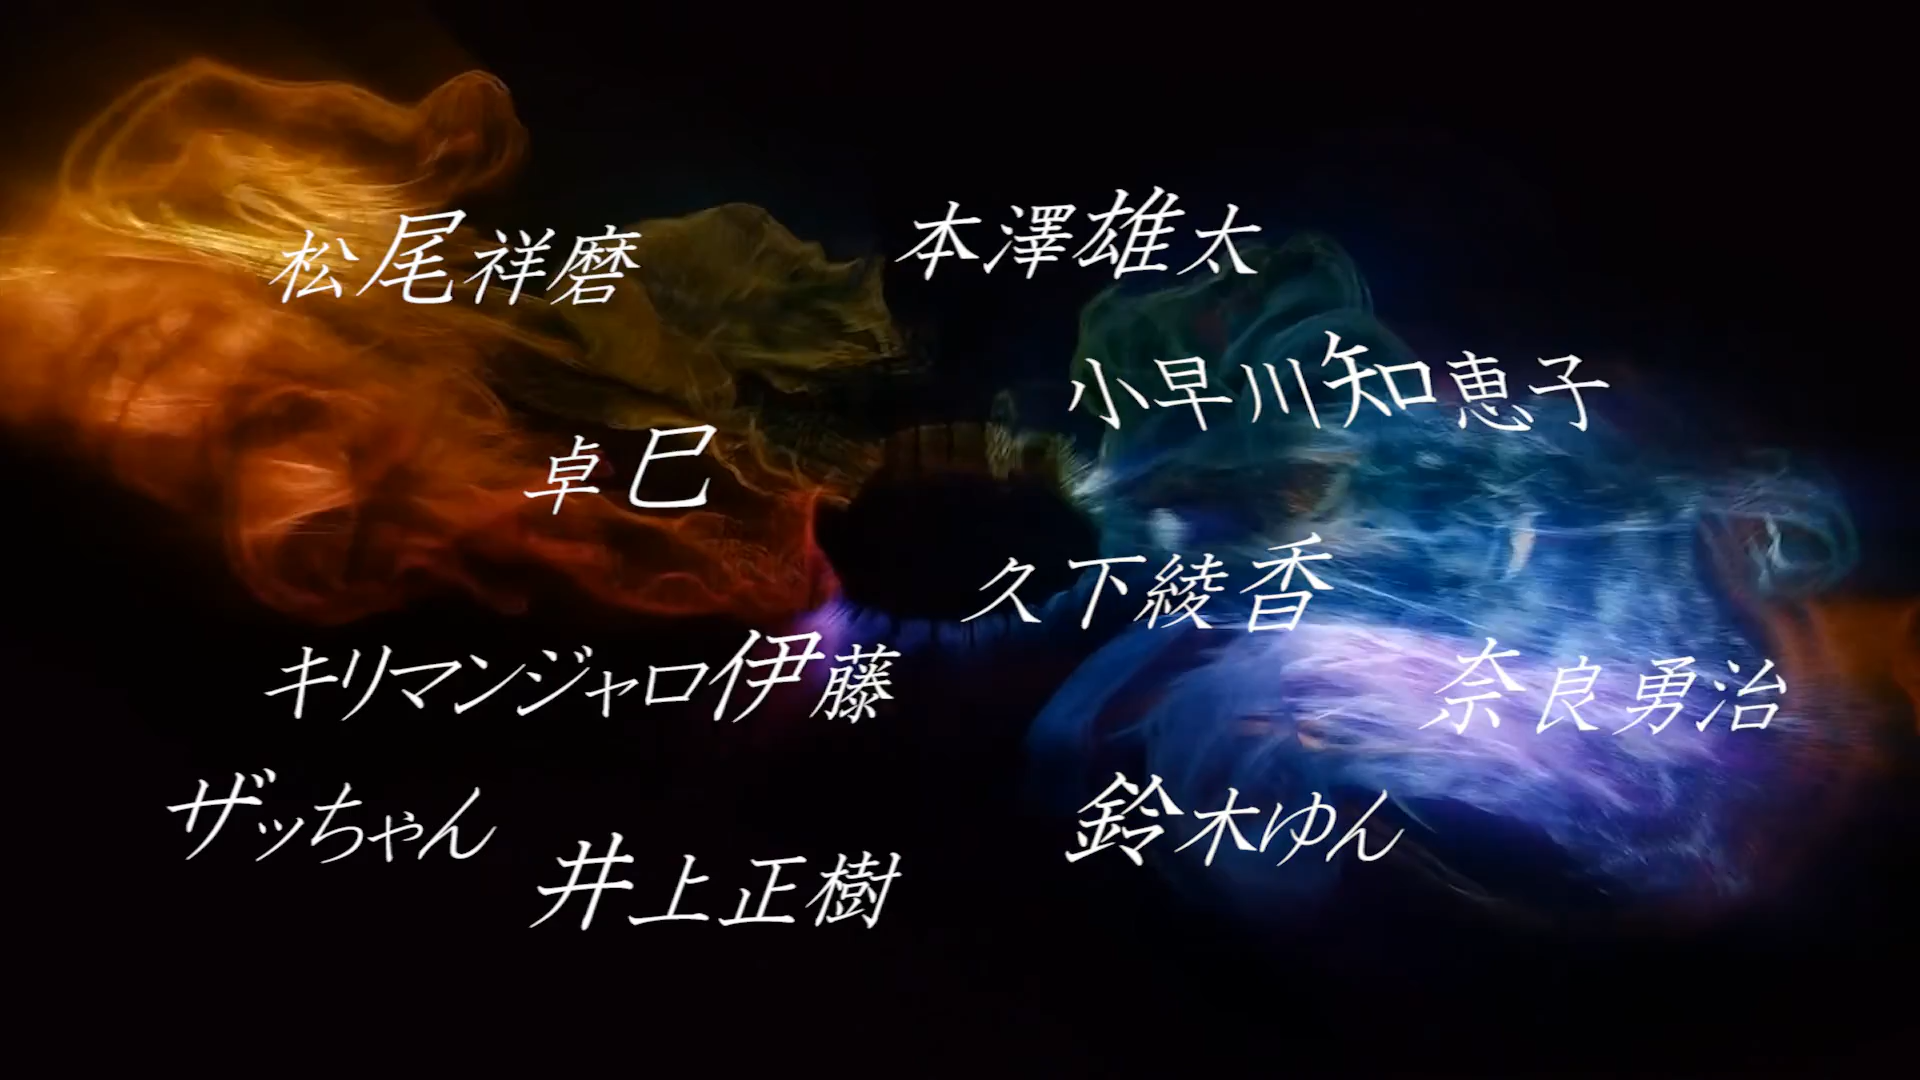 松尾祥磨
本澤雄太
小早川知恵子
卓巳
久下綾香
キリマンジャロ伊藤
奈良勇治
ザッちゃん
鈴木ゆん
井上正樹